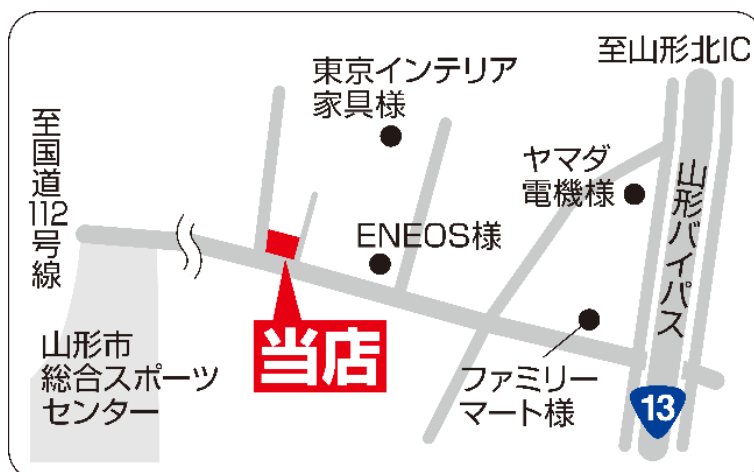 至山形北IC
東京インテリア
家具様
至国道112号線
ヤマダ
電機様
山形バイパス
ENEOS様
当店
山形市
総合スポーツ
センター
ファミリー
マート様
13